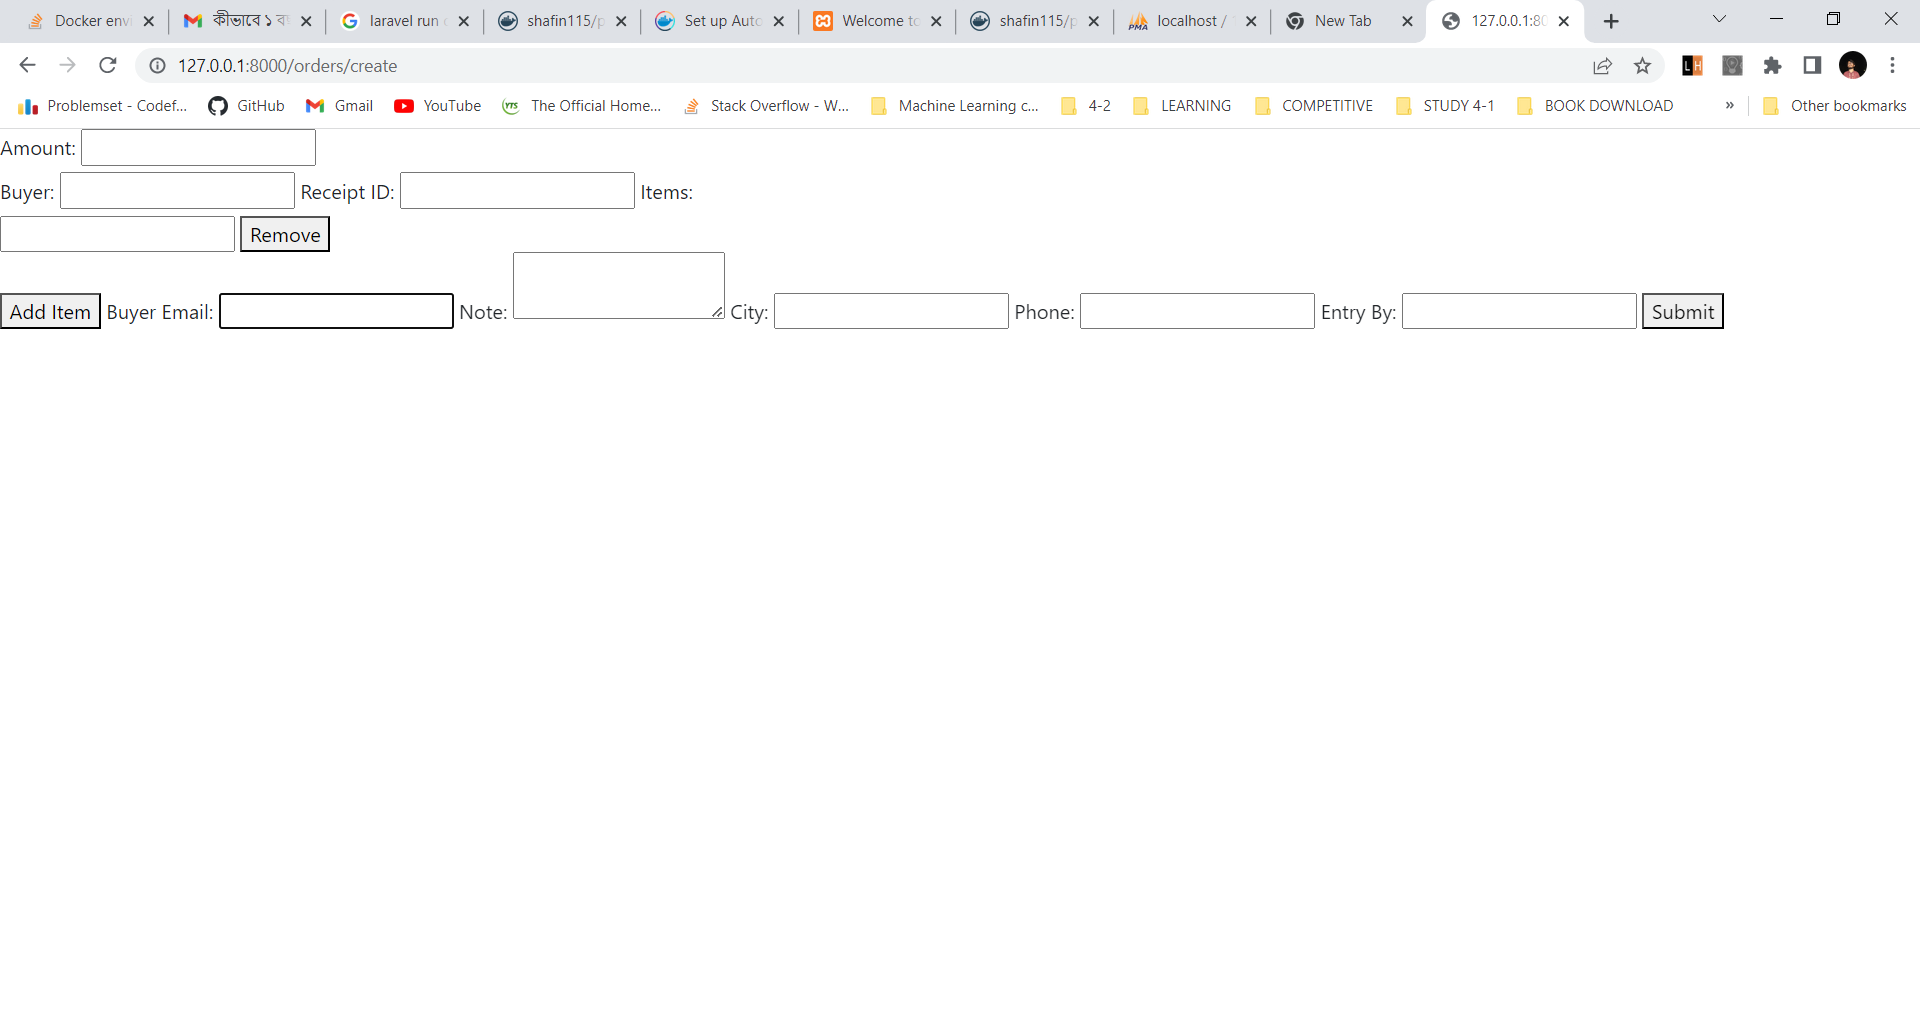 Docker envi কীভাবে ১ বছ laravel run shafin115/p Set up Auto Welcome to shafin115/p localhost / New Tab 127.0.0.1:80
127.0.0.1:8000/orders/create
Problemset - Codef... GitHub Gmail YouTube The Official Home... Stack Overflow - W... Machine Learning c... 4-2 LEARNING COMPETITIVE STUDY 4-1 BOOK DOWNLOAD » Other bookmarks
Amount:
Buyer: Receipt ID: Items:
Remove
Add Item Buyer Email: Note: City: Phone: Entry By: Submit